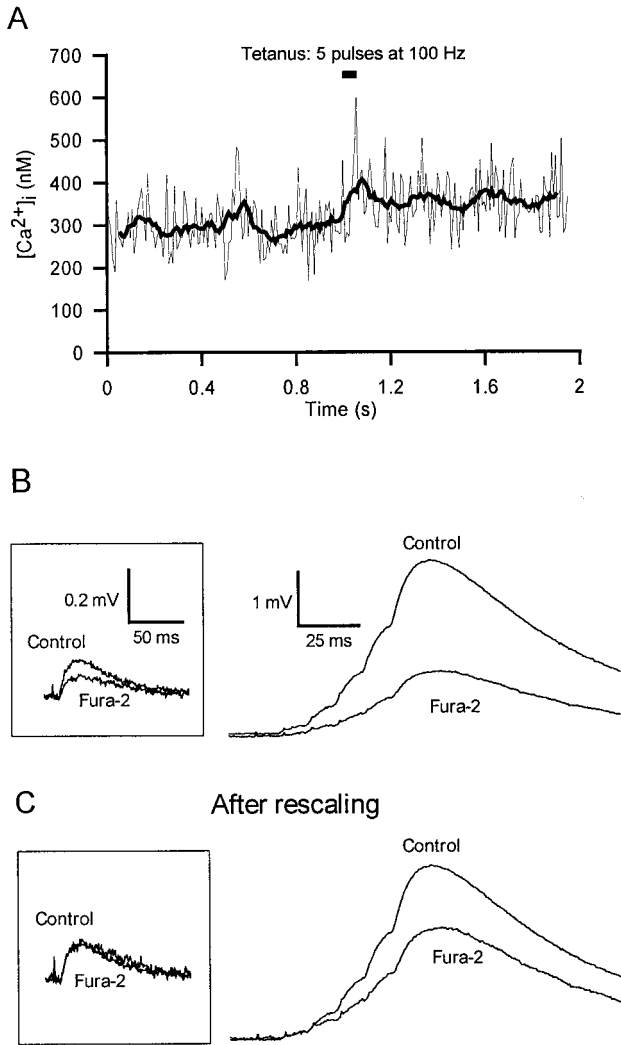 A
Tetanus: 5 pulses at 100 Hz
[Ca2+]i (nM)
700
600
500
400
300
200
100
0
0 0.4 0.8 1.2 1.6 2
Time (s)
B
0.2 mV
50 ms
Control
Fura-2
1 mV
25 ms
Control
Fura-2
C
After rescaling
Control
Fura-2
Control
Fura-2